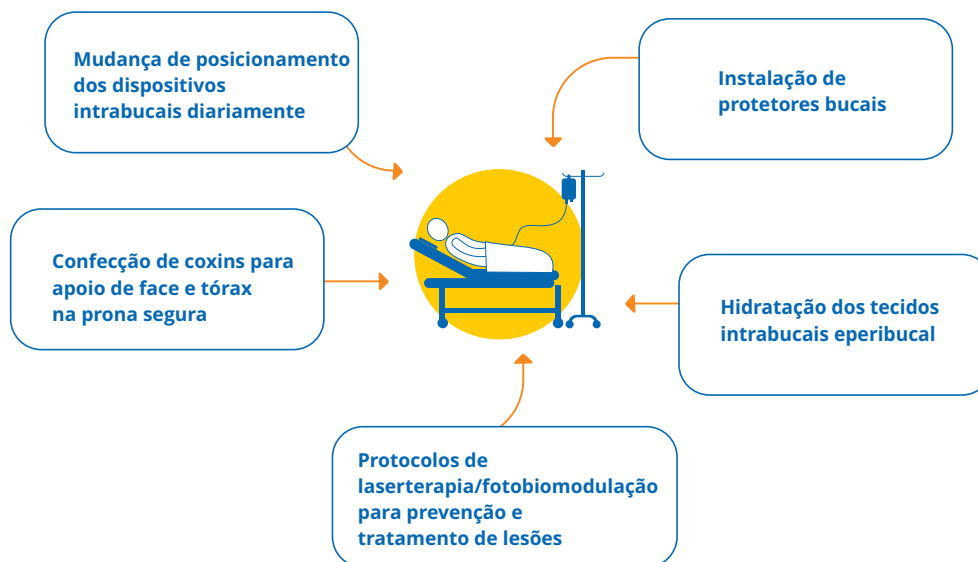 Mudança de posicionamento
dos dispositivos
intrabucais diariamente
Instalação de
protetores bucais
Confecção de coxins para
apoio de face e tórax
na prona segura
Hidratação dos tecidos
intrabucais eperibucal
Protocolos de
laserterapia/fotobiomodulação
para prevenção e
tratamento de lesões